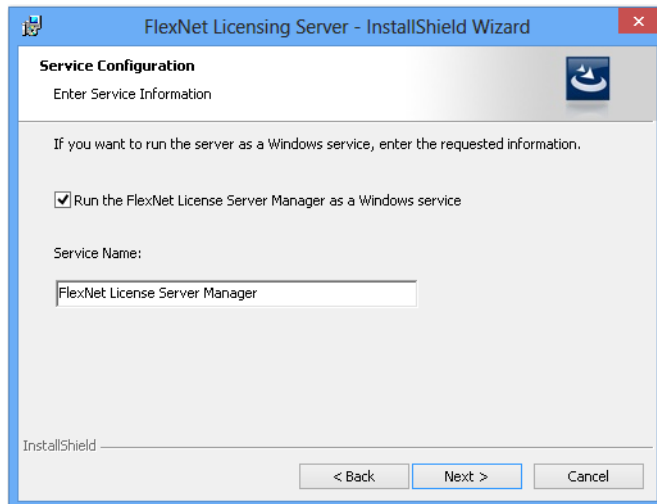 FlexNet Licensing Server - InstallShield Wizard
Service Configuration
Enter Service Information
If you want to run the server as a Windows service, enter the requested information.
Run the FlexNet License Server Manager as a Windows service
Service Name:
FlexNet License Server Manager
InstallShield
< Back
Next >
Cancel